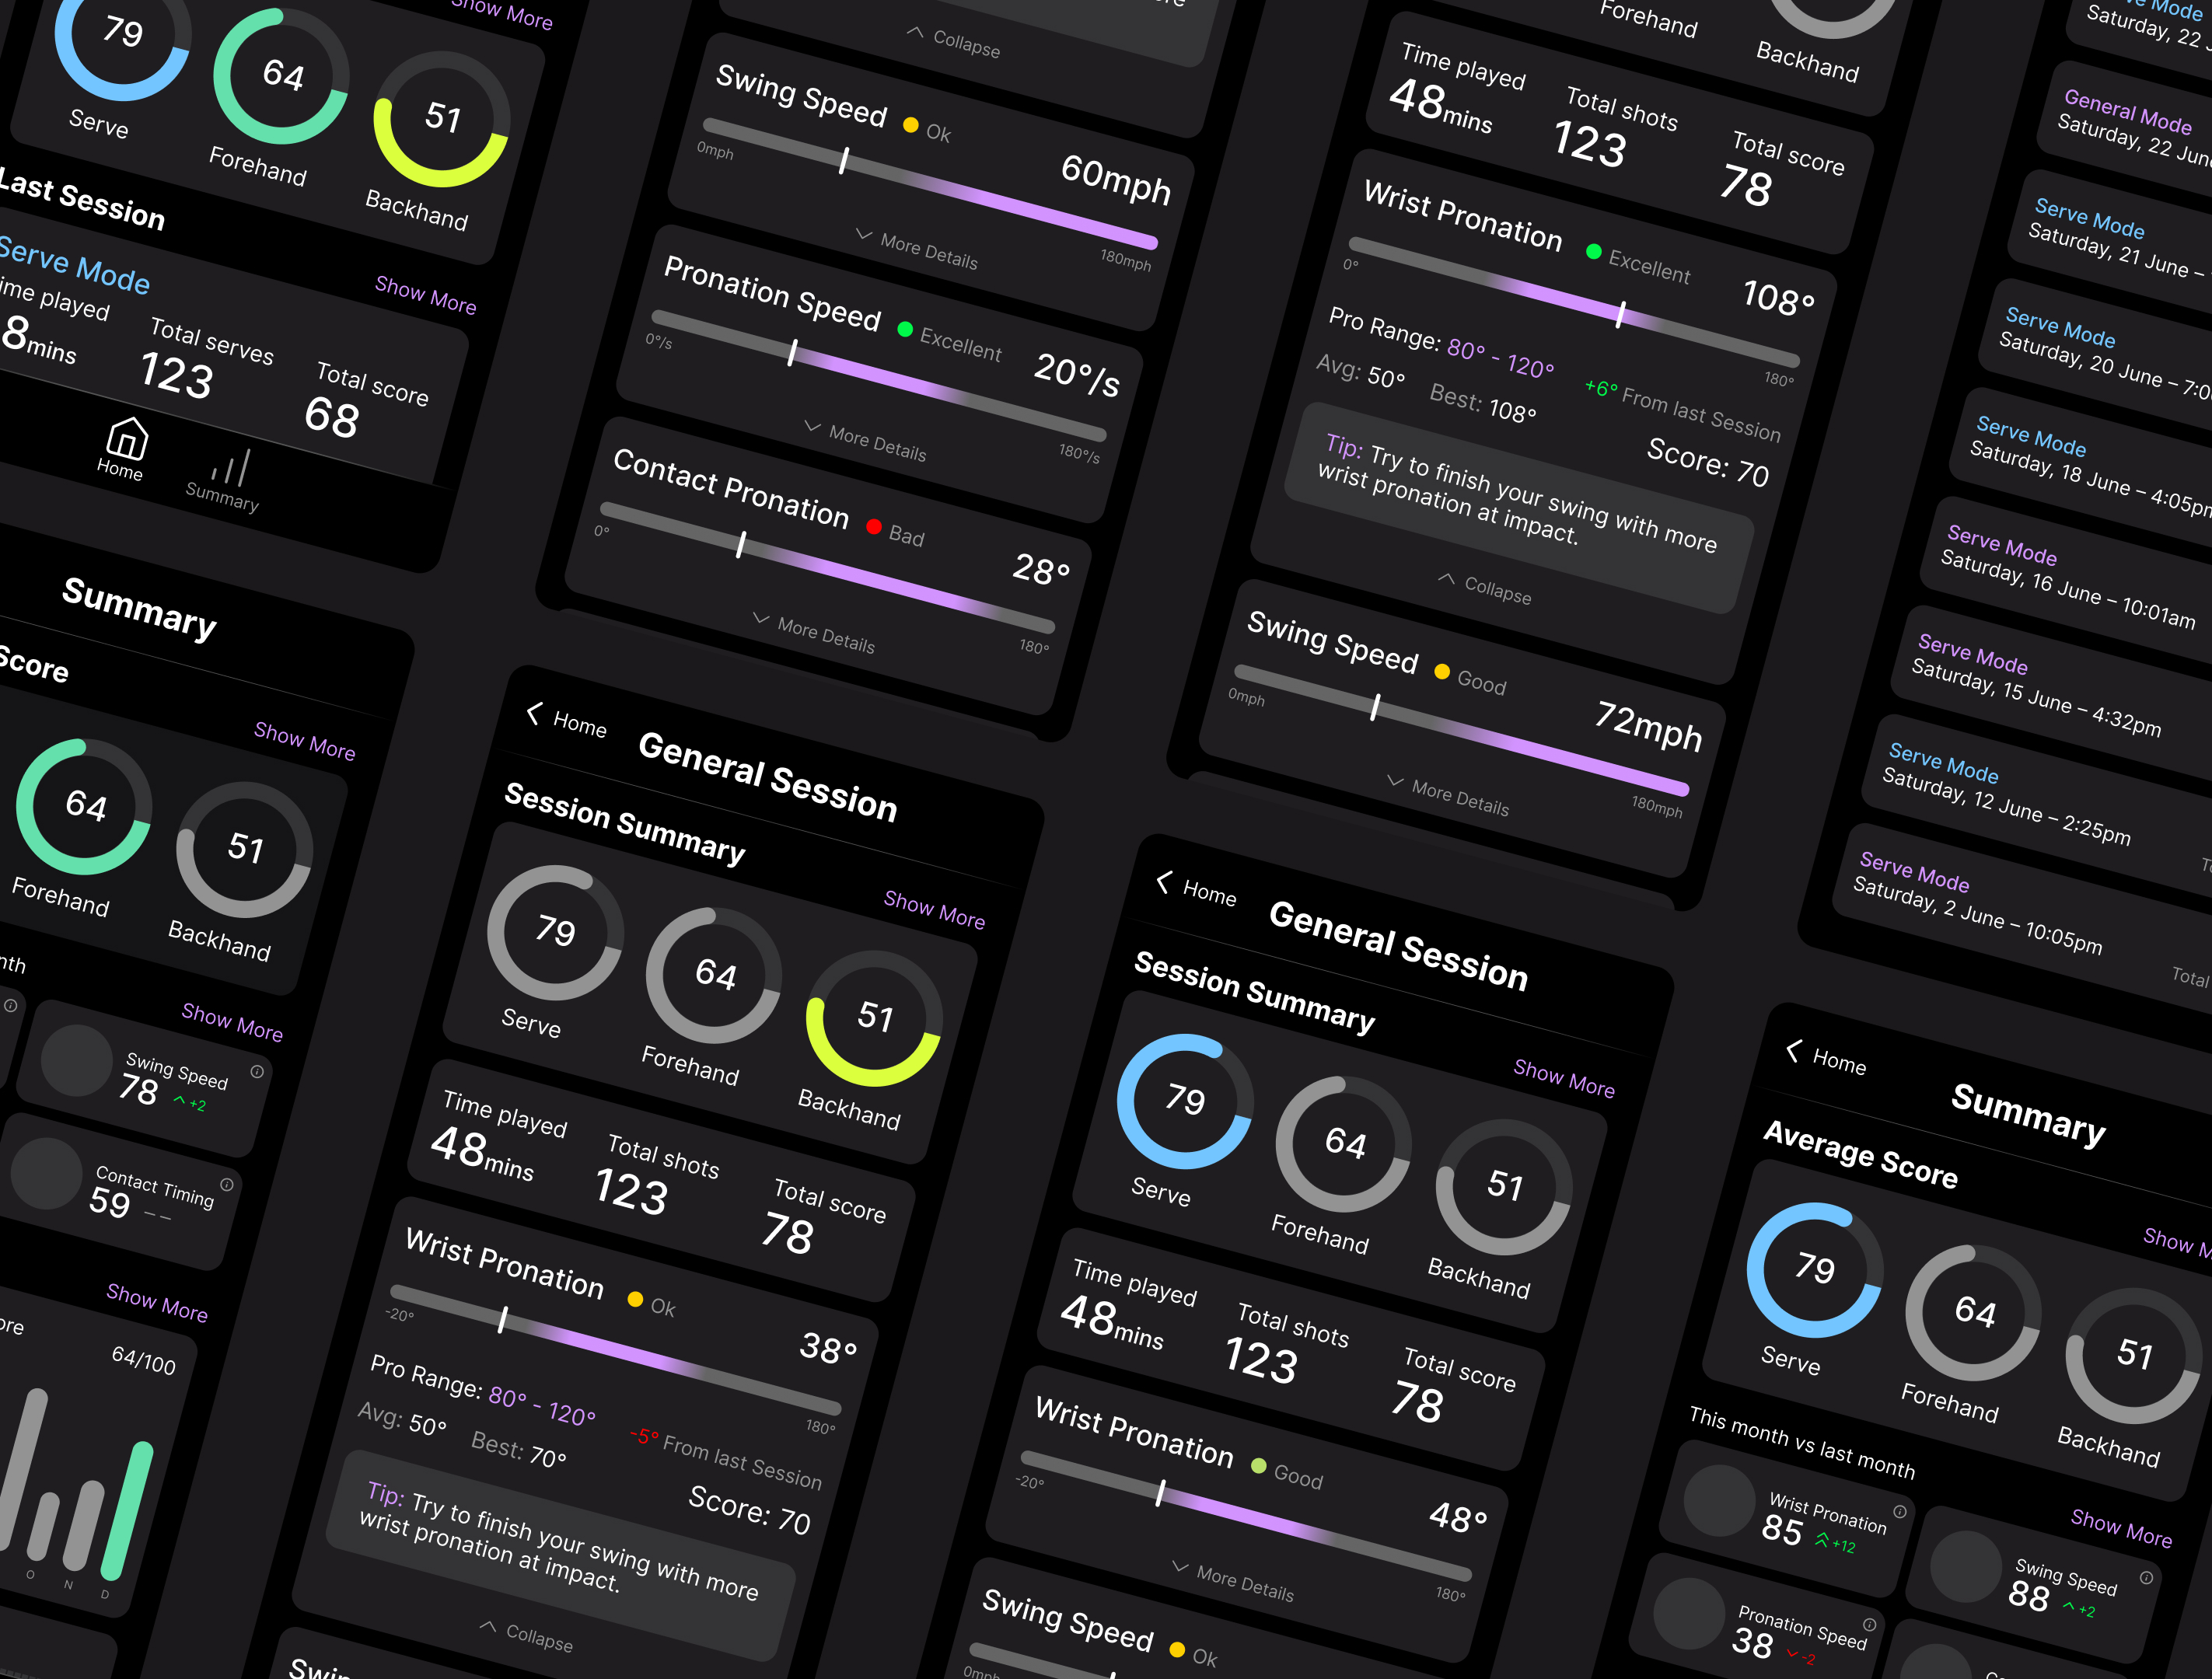 Show More
79
Serve
64
Forehand
51
Backhand
Last Session
Show More
Serve Mode
8mins
Total serves
123
Total score
68
Home
Summary
Summary
Score
Show More
64
Forehand
51
Backhand
Show More
Swing Speed
78 +2
Contact Timing
59 --
Show More
64/100
O N D
Collapse
Swing Speed
Ok
60mph
0mph
180mph
More Details
Pronation Speed
Excellent
20°/s
0°/s
180°/s
More Details
Contact Pronation
Bad
28°
0°
180°
More Details
Home
General Session
Session Summary
Show More
79
Serve
64
Forehand
51
Backhand
Time played
48mins
Total shots
123
Total score
78
Wrist Pronation
Ok
38°
-20°
180°
Pro Range: 80° - 120°
-5° From last Session
Avg: 50°
Best: 70°
Score: 70
Tip: Try to finish your swing with more
wrist pronation at impact.
Collapse
Forehand
Backhand
Time played
48mins
Total shots
123
Total score
78
Wrist Pronation
Excellent
108°
0°
180°
Pro Range: 80° - 120°
+6° From last Session
Avg: 50°
Best: 108°
Score: 70
Tip: Try to finish your swing with more
wrist pronation at impact.
Collapse
Swing Speed
Good
72mph
0mph
180mph
More Details
Home
General Session
Session Summary
Show More
79
Serve
64
Forehand
51
Backhand
Time played
48mins
Total shots
123
Total score
78
Wrist Pronation
Good
48°
-20°
180°
More Details
Swing Speed
Ok
0mph
Mode
Saturday, 22
General Mode
Saturday, 22 June
Serve Mode
Saturday, 21 June –
Serve Mode
Saturday, 20 June –
Serve Mode
Saturday, 18 June – 4:05pm
Serve Mode
Saturday, 16 June – 10:01am
Serve Mode
Saturday, 15 June – 4:32pm
Serve Mode
Saturday, 12 June – 2:25pm
Serve Mode
Saturday, 2 June – 10:05pm
Total
Home
Summary
Average Score
Show
79
Serve
64
Forehand
51
Backhand
This month vs last month
Show More
Wrist Pronation
85 +12
Swing Speed
88 +2
Pronation Speed
38 -2